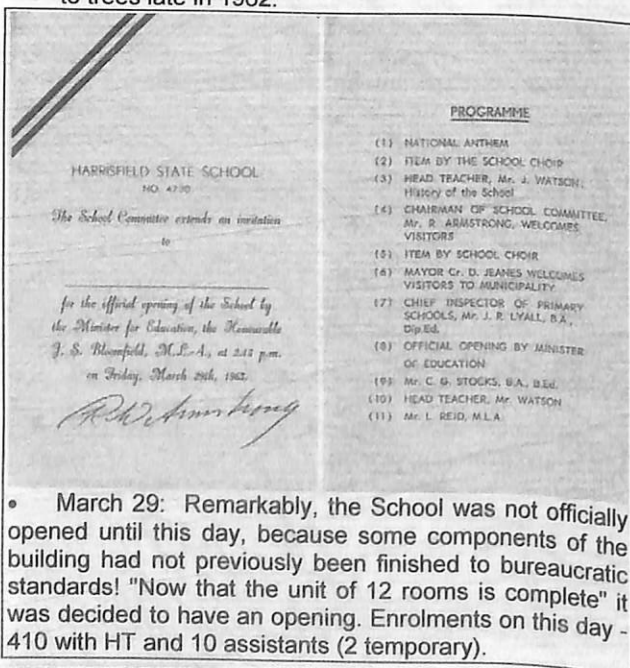 to trees late in 1962.
HARRISFIELD STATE SCHOOL
NO. 4730
The School Committee extends an invitation
to
for the official opening of the School by
the Minister for Education, the Honourable
J. S. Bloomfield, M.L.A., at 2.15 p.m.
on Friday, March 29th, 1963.
R W Armstrong
PROGRAMME
(1) NATIONAL ANTHEM
(2) ITEM BY THE SCHOOL CHOIR
(3) HEAD TEACHER, Mr. J. WATSON,
History of the School
(4) CHAIRMAN OF SCHOOL COMMITTEE,
Mr. R. ARMSTRONG, WELCOMES
VISITORS
(5) ITEM BY SCHOOL CHOIR
(6) MAYOR Cr. D. JEANES WELCOMES
VISITORS TO MUNICIPALITY
(7) CHIEF INSPECTOR OF PRIMARY
SCHOOLS, Mr. J. R. LYALL, B.A.,
Dip.Ed.
(8) OFFICIAL OPENING BY MINISTER
OF EDUCATION
(9) Mr. C. G. STOCKS, B.A., B.Ed.
(10) HEAD TEACHER, Mr. WATSON
(11) Mr. L. REID, M.L.A.
• March 29: Remarkably, the School was not officially
opened until this day, because some components of the
building had not previously been finished to bureaucratic
standards! "Now that the unit of 12 rooms is complete" it
was decided to have an opening. Enrolments on this day -
410 with HT and 10 assistants (2 temporary).